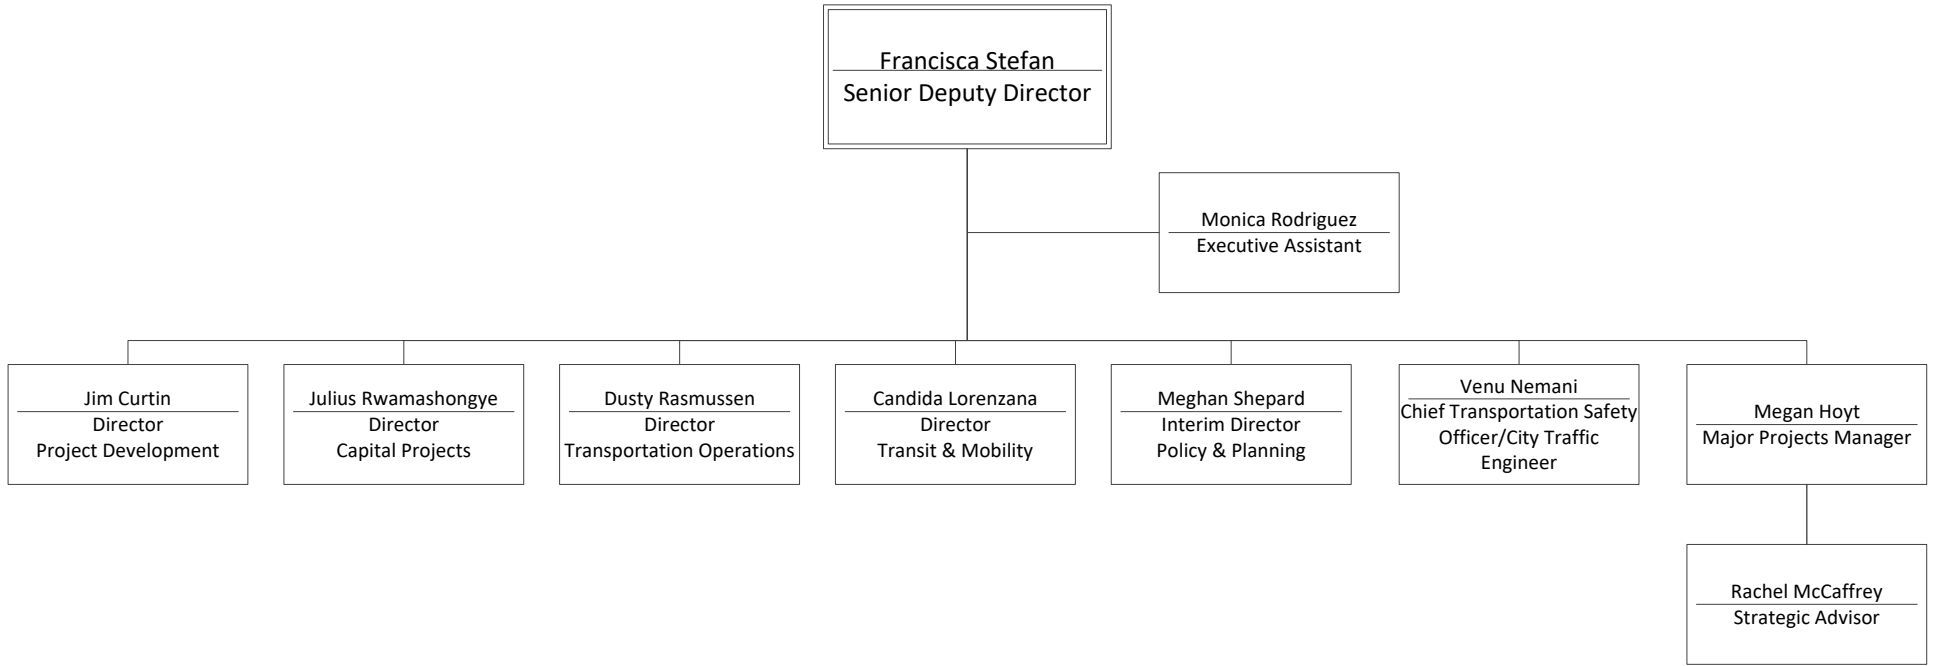 Francisca Stefan
Senior Deputy Director
Monica Rodriguez
Executive Assistant
Jim Curtin
Director
Project Development
Julius Rwamashongye
Director
Capital Projects
Dusty Rasmussen
Director
Transportation Operations
Candida Lorenzana
Director
Transit & Mobility
Meghan Shepard
Interim Director
Policy & Planning
Venu Nemani
Chief Transportation Safety
Officer/City Traffic
Engineer
Megan Hoyt
Major Projects Manager
Rachel McCaffrey
Strategic Advisor